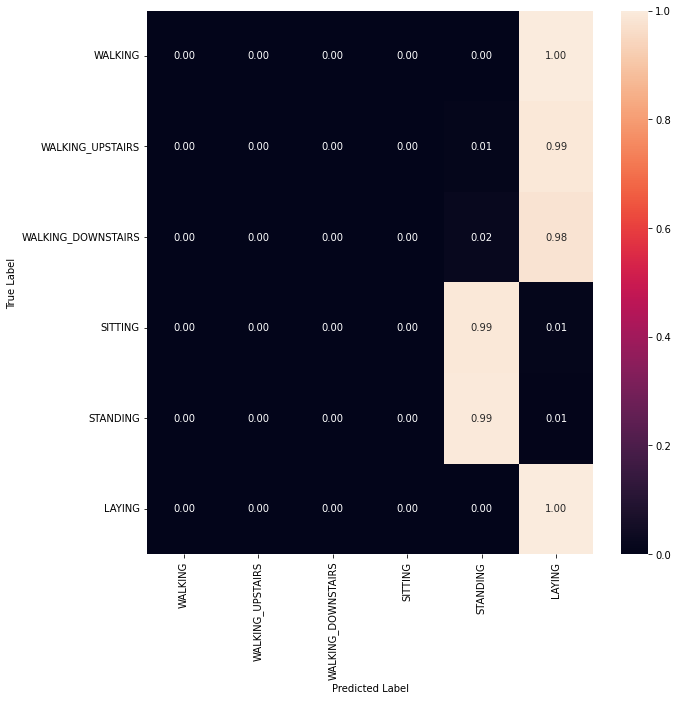 WALKING 0.00 0.00 0.00 0.00 0.00 1.00
WALKING_UPSTAIRS 0.00 0.00 0.00 0.00 0.01 0.99
WALKING_DOWNSTAIRS 0.00 0.00 0.00 0.00 0.02 0.98
SITTING 0.00 0.00 0.00 0.00 0.99 0.01
STANDING 0.00 0.00 0.00 0.00 0.99 0.01
LAYING 0.00 0.00 0.00 0.00 0.00 1.00
True Label
WALKING
WALKING_UPSTAIRS
WALKING_DOWNSTAIRS
SITTING
STANDING
LAYING
Predicted Label
1.0
0.8
0.6
0.4
0.2
0.0